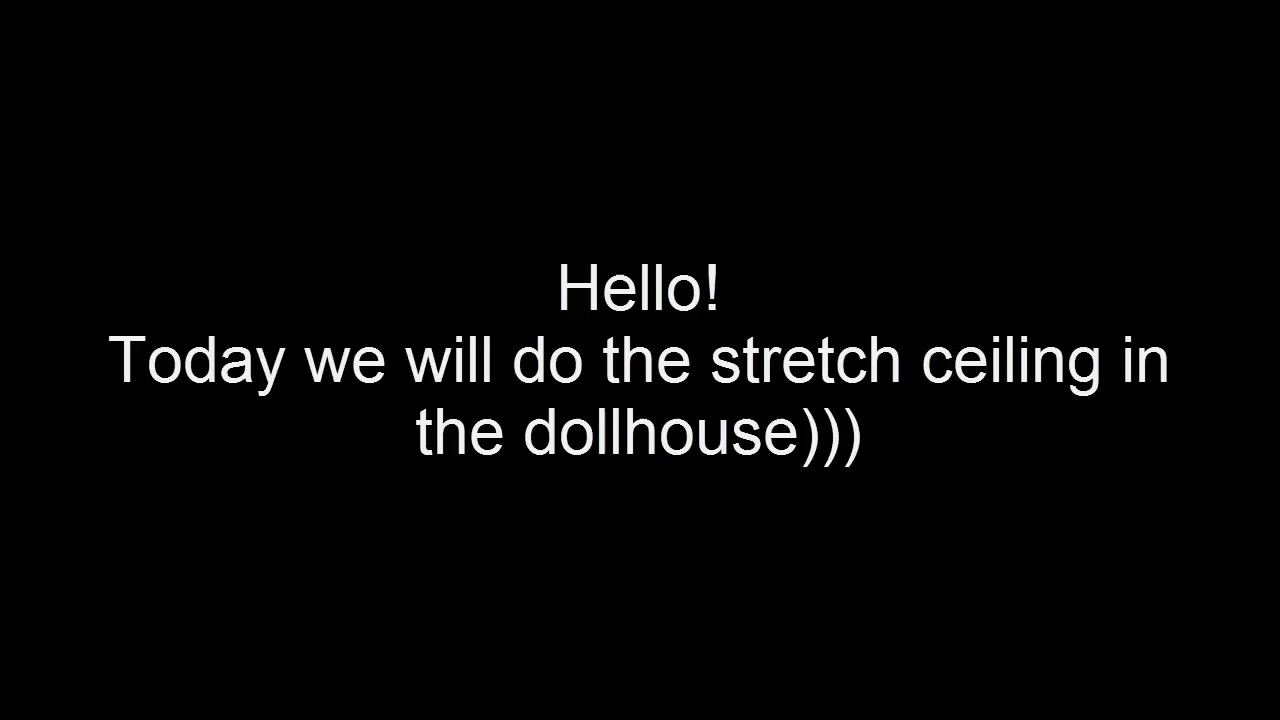 Hello!
Today we will do the stretch ceiling in
the dollhouse)))